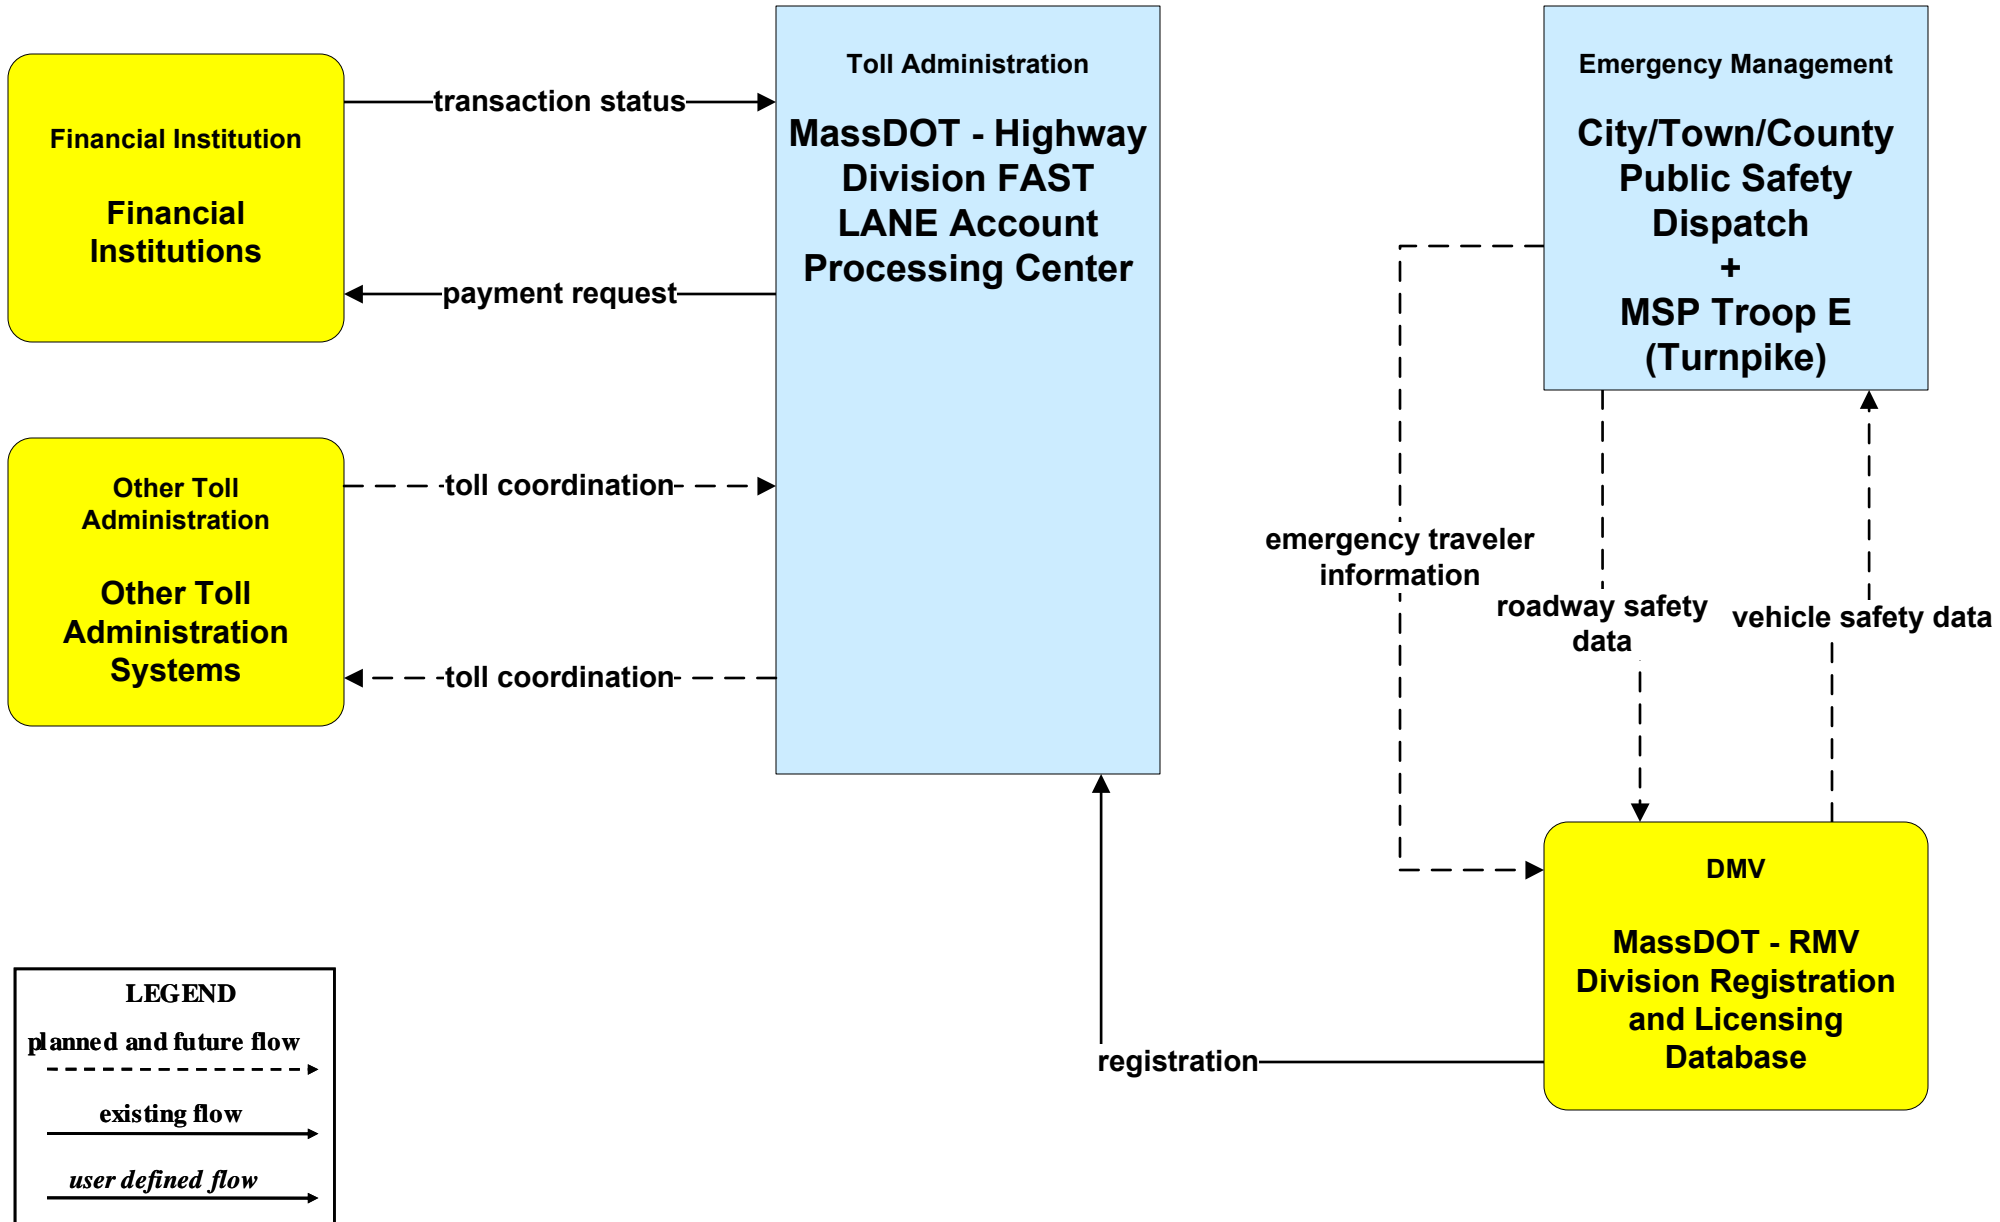 Financial Institution
Financial
Institutions
transaction status
payment request
Toll Administration
MassDOT - Highway
Division FAST
LANE Account
Processing Center
Emergency Management
City/Town/County
Public Safety
Dispatch
+
MSP Troop E
(Turnpike)
Other Toll
Administration
Other Toll
Administration
Systems
toll coordination
toll coordination
emergency traveler
information
roadway safety
data
vehicle safety data
DMV
MassDOT - RMV
Division Registration
and Licensing
Database
registration
LEGEND
planned and future flow
existing flow
user defined flow